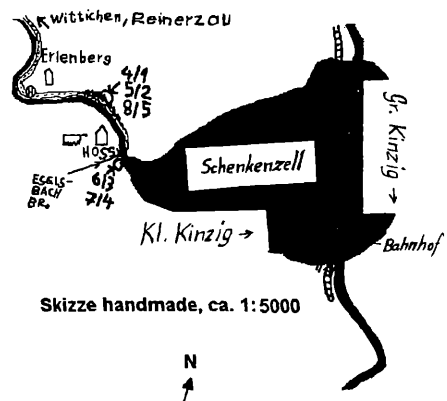 Wittichen, Reinerzau
Erlenberg
4/1
5/2
8/5
HOSS
ESELS-
BACH
BR.
6/3
7/4
Schenkenzell
Gr. Kinzig →
Kl. Kinzig →
Bahnhof
Skizze handmade, ca. 1:5000
N